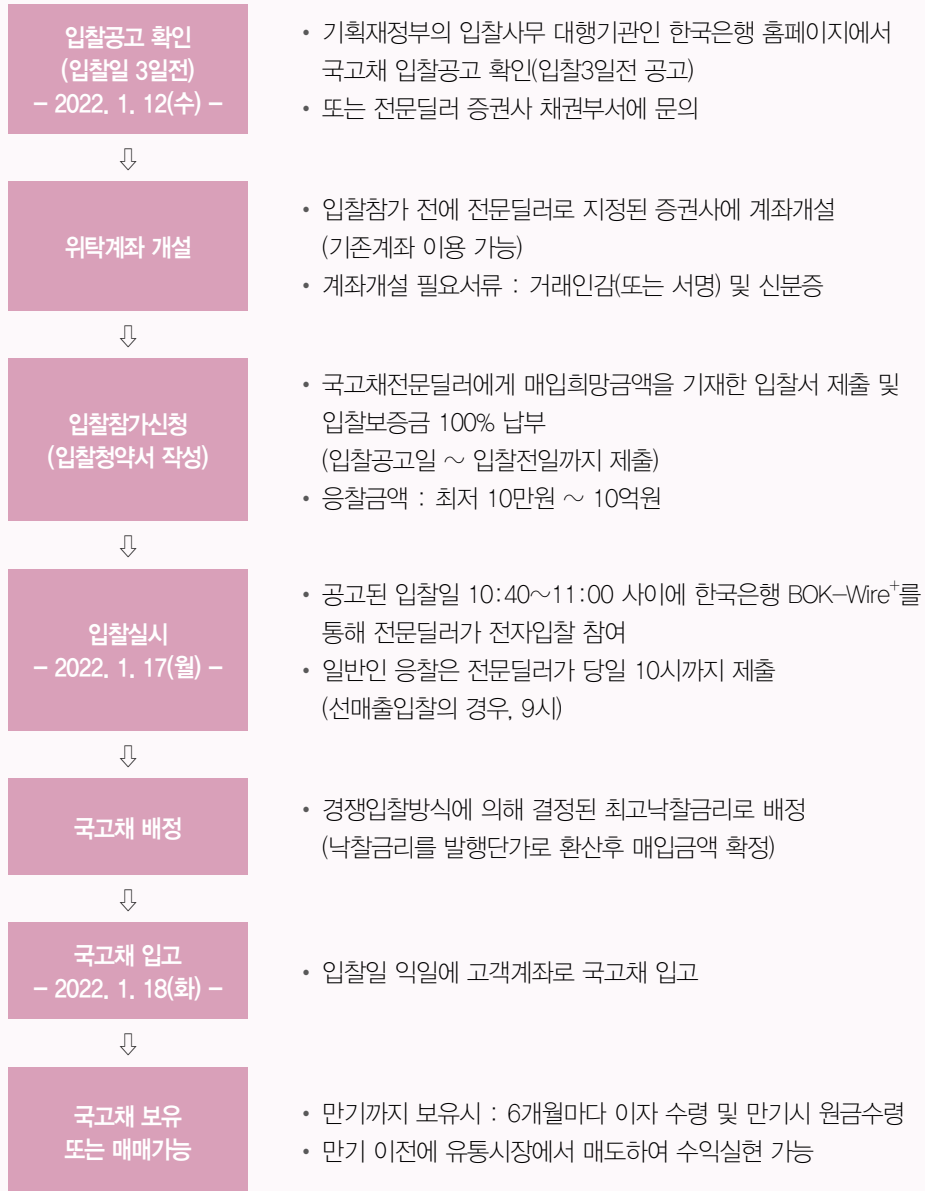 입찰공고 확인
(입찰일 3일전)
– 2022. 1. 12(수) –
• 기획재정부의 입찰사무 대행기관인 한국은행 홈페이지에서
국고채 입찰공고 확인(입찰3일전 공고)
• 또는 전문딜러 증권사 채권부서에 문의
⇩
위탁계좌 개설
• 입찰참가 전에 전문딜러로 지정된 증권사에 계좌개설
(기존계좌 이용 가능)
• 계좌개설 필요서류 : 거래인감(또는 서명) 및 신분증
⇩
입찰참가신청
(입찰청약서 작성)
• 국고채전문딜러에게 매입희망금액을 기재한 입찰서 제출 및
입찰보증금 100% 납부
(입찰공고일 ~ 입찰전일까지 제출)
• 응찰금액 : 최저 10만원 ~ 10억원
⇩
입찰실시
– 2022. 1. 17(월) –
• 공고된 입찰일 10:40~11:00 사이에 한국은행 BOK–Wire+를
통해 전문딜러가 전자입찰 참여
• 일반인 응찰은 전문딜러가 당일 10시까지 제출
(선매출입찰의 경우, 9시)
⇩
국고채 배정
• 경쟁입찰방식에 의해 결정된 최고낙찰금리로 배정
(낙찰금리를 발행단가로 환산후 매입금액 확정)
⇩
국고채 입고
– 2022. 1. 18(화) –
• 입찰일 익일에 고객계좌로 국고채 입고
⇩
국고채 보유
또는 매매가능
• 만기까지 보유시 : 6개월마다 이자 수령 및 만기시 원금수령
• 만기 이전에 유통시장에서 매도하여 수익실현 가능